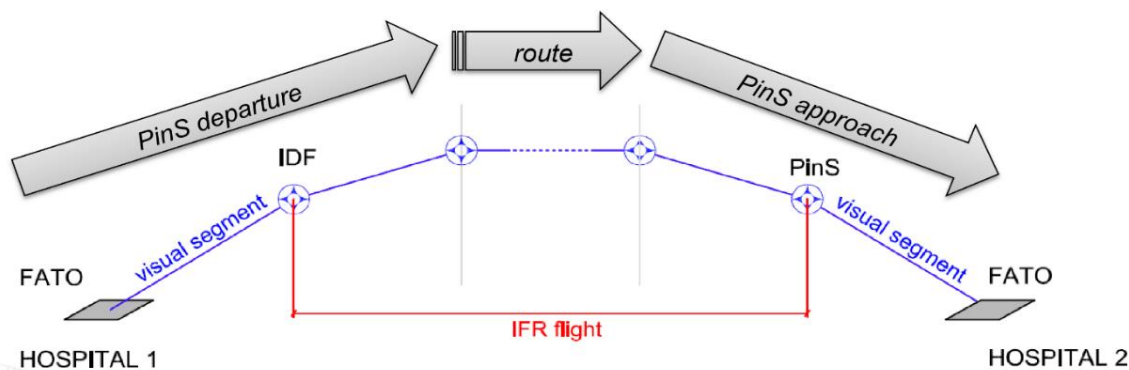 PinS departure
route
PinS approach
IDF
PinS
visual segment
visual segment
FATO
FATO
IFR flight
HOSPITAL 1
HOSPITAL 2